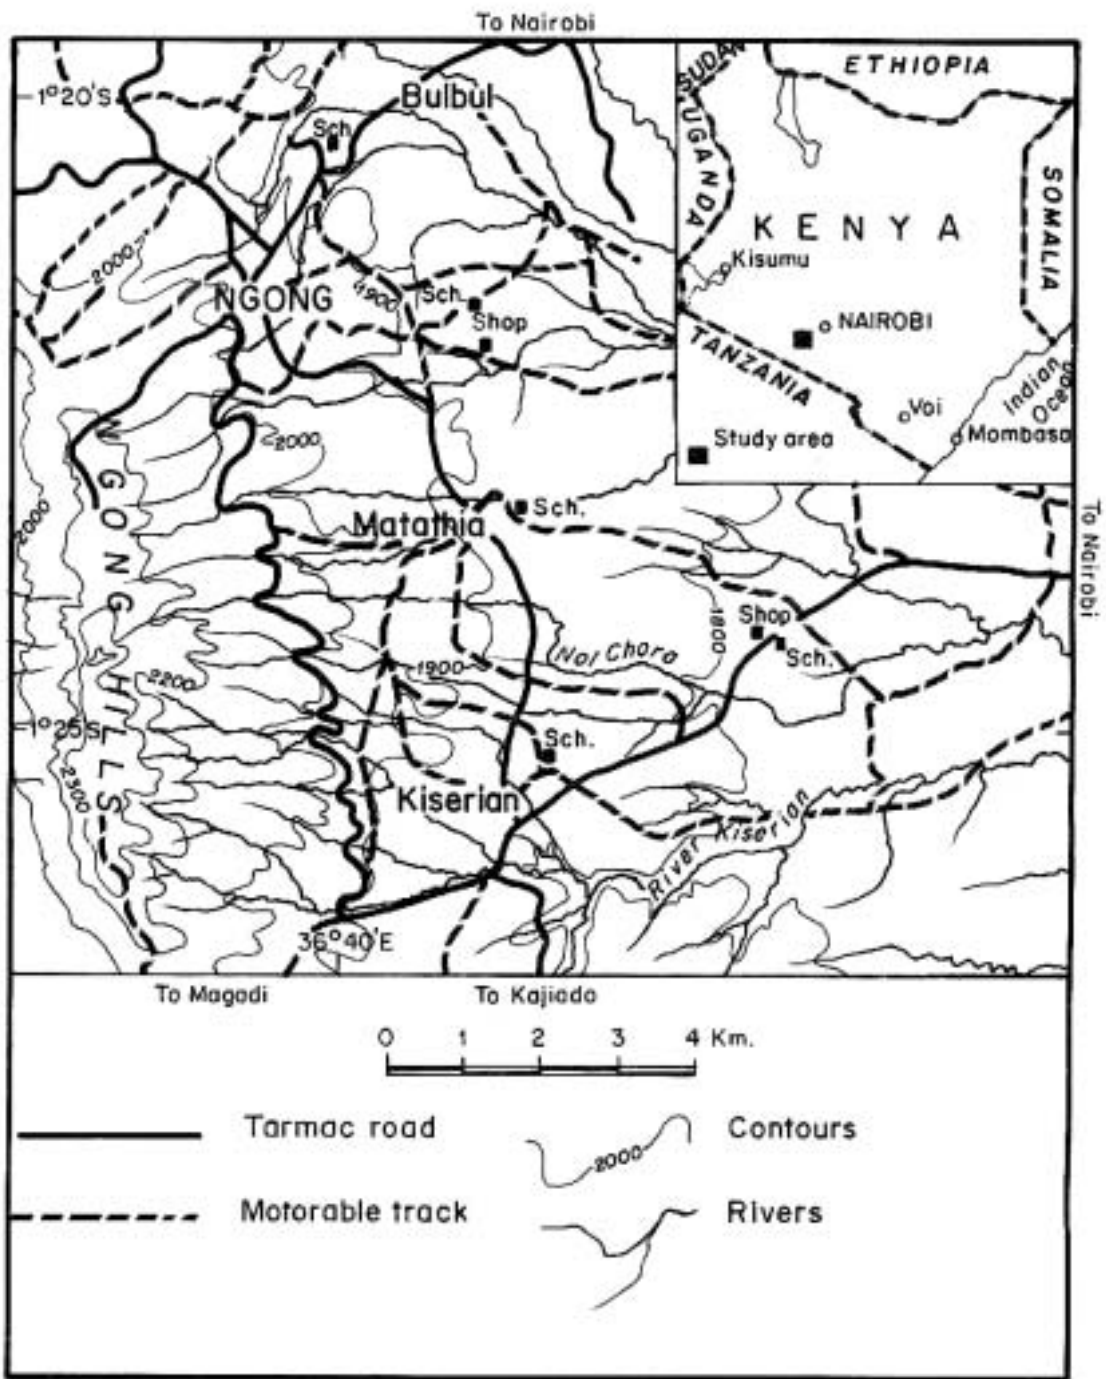 To Nairobi
1°20'S
Bulbul
Sch
2000
NGONG
1900
Sch.
Shop
2000
GONG HILLS
2000
Matathia
Sch.
Shop
Sch.
1800
Nol Chora
1900
2200
1°25'S
Sch.
2300
Kiserian
River Kiserian
36°40'E
To Nairobi
SUDAN
ETHIOPIA
UGANDA
SOMALIA
KENYA
Kisumu
NAIROBI
TANZANIA
Indian
Ocean
Voi
Mombasa
Study area
To Magadi
To Kajiado
0 1 2 3 4 Km.
Tarmac road
2000
Contours
Motorable track
Rivers